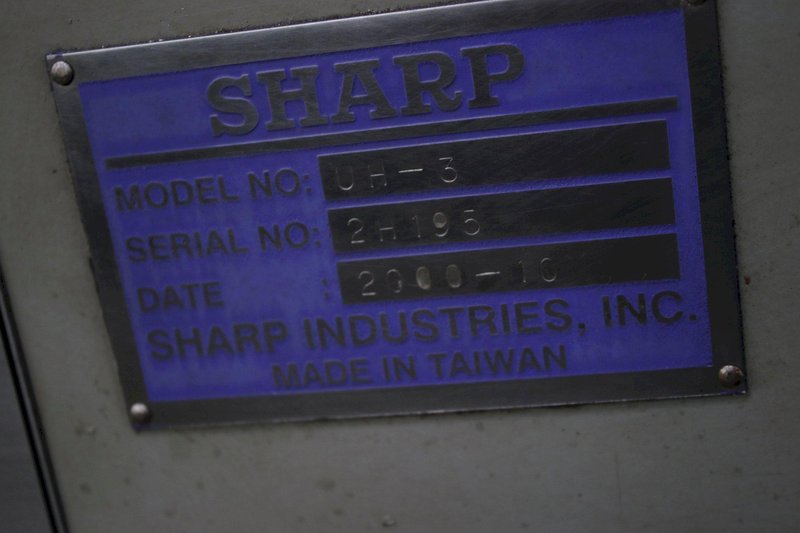 SHARP
MODEL NO: UH-3
SERIAL NO: 2H195
DATE : 2000-10
SHARP INDUSTRIES, INC.
MADE IN TAIWAN